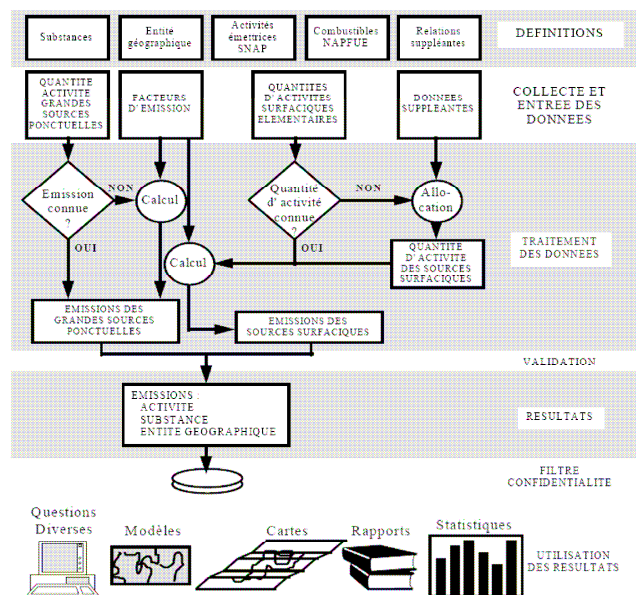 Substances
Entité
géographique
Activités
émettrices
SNAP
Combustibles
NAPFUE
Relations
suppléantes
DEFINITIONS
QUANTITE
ACTIVITE
GRANDES
SOURCES
PONCTUELLES
FACTEURS
D'EMISSION
QUANTITES
D'ACTIVITES
SURFACIQUES
ELEMENTAIRES
DONNEES
SUPPLEANTES
COLLECTE ET
ENTREE DES
DONNEES
Emission
connue
?
NON
Calcul
Quantité
d'activité
connue
?
NON
Allo-
cation
OUI
OUI
Calcul
QUANTITE
D'ACTIVITE
DES SOURCES
SURFACIQUES
TRAITEMENT
DES DONNEES
EMISSIONS DES
GRANDES SOURCES
PONCTUELLES
EMISSIONS DES
SOURCES SURFACIQUES
VALIDATION
EMISSIONS :
ACTIVITE
SUBSTANCE
ENTITE GEOGRAPHIQUE
RESULTATS
FILTRE
CONFIDENTIALITE
Questions
Diverses
Modèles
Cartes
Rapports
Statistiques
UTILISATION
DES RESULTATS